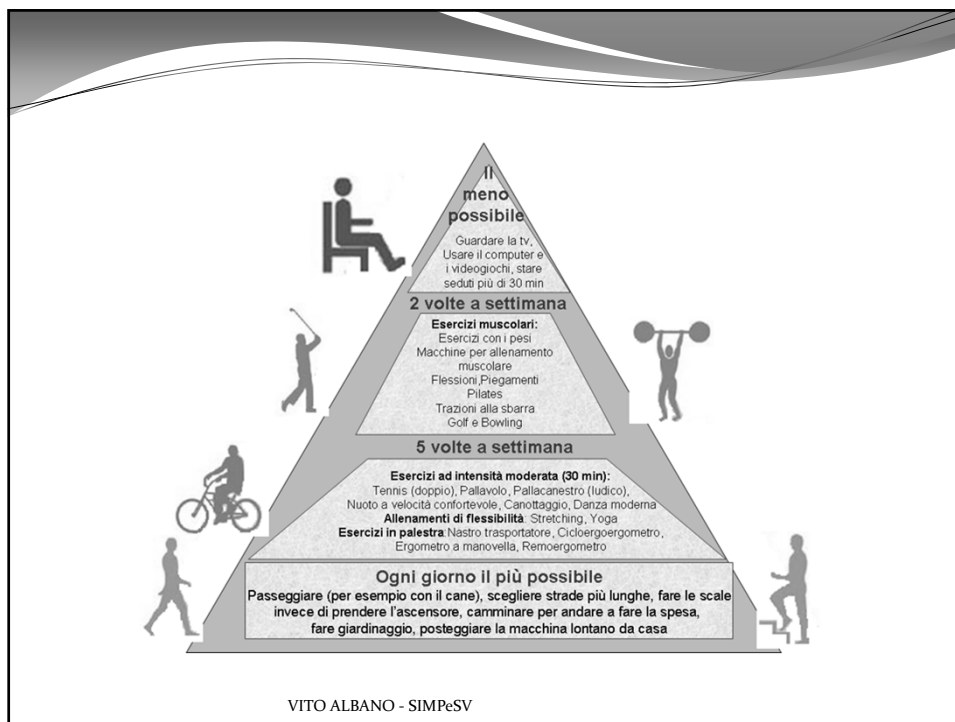 Il
meno
possibile
Guardare la tv,
Usare il computer e
i videogiochi, stare
seduti più di 30 min
2 volte a settimana
Esercizi muscolari:
Esercizi con i pesi
Macchine per allenamento
muscolare
Flessioni,Piegamenti
Pilates
Trazioni alla sbarra
Golf e Bowling
5 volte a settimana
Esercizi ad intensità moderata (30 min):
Tennis (doppio), Pallavolo, Pallacanestro (ludico),
Nuoto a velocità confortevole, Canottaggio, Danza moderna
Allenamenti di flessibilità: Stretching, Yoga
Esercizi in palestra:Nastro trasportatore, Cicloergoergometro,
Ergometro a manovella, Remoergometro
Ogni giorno il più possibile
Passeggiare (per esempio con il cane), scegliere strade più lunghe, fare le scale
invece di prendere l'ascensore, camminare per andare a fare la spesa,
fare giardinaggio, posteggiare la macchina lontano da casa
VITO ALBANO - SIMPeSV